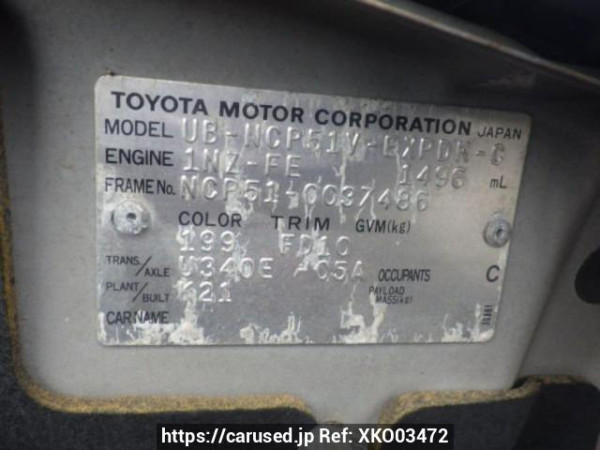 TOYOTA MOTOR CORPORATION JAPAN
MODEL UB-NCP51V-EXPDK-G
ENGINE 1NZ-FE 1496 mL
FRAME No. NCP51-0037486
COLOR TRIM GVM(kg)
199 FD10
TRANS/AXLE U340E -05A OCCUPANTS C
PLANT/BUILT K21 PAYLOAD MASS(kg)
CAR NAME
https://carused.jp Ref: XKO03472